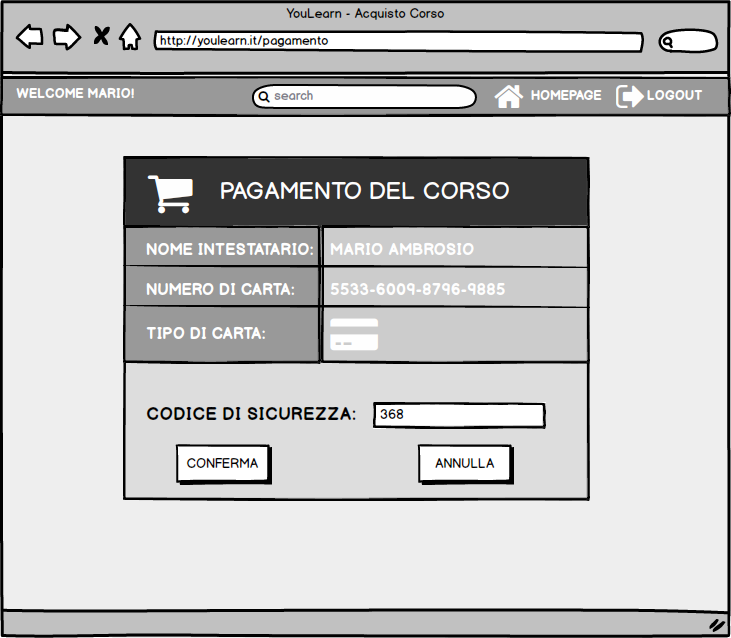 YouLearn - Acquisto Corso
http://youlearn.it/pagamento
WELCOME MARIO!
search
HOMEPAGE
LOGOUT
PAGAMENTO DEL CORSO
NOME INTESTATARIO: MARIO AMBROSIO
NUMERO DI CARTA: 5533-6009-8796-9885
TIPO DI CARTA:
CODICE DI SICUREZZA: 368
CONFERMA
ANNULLA